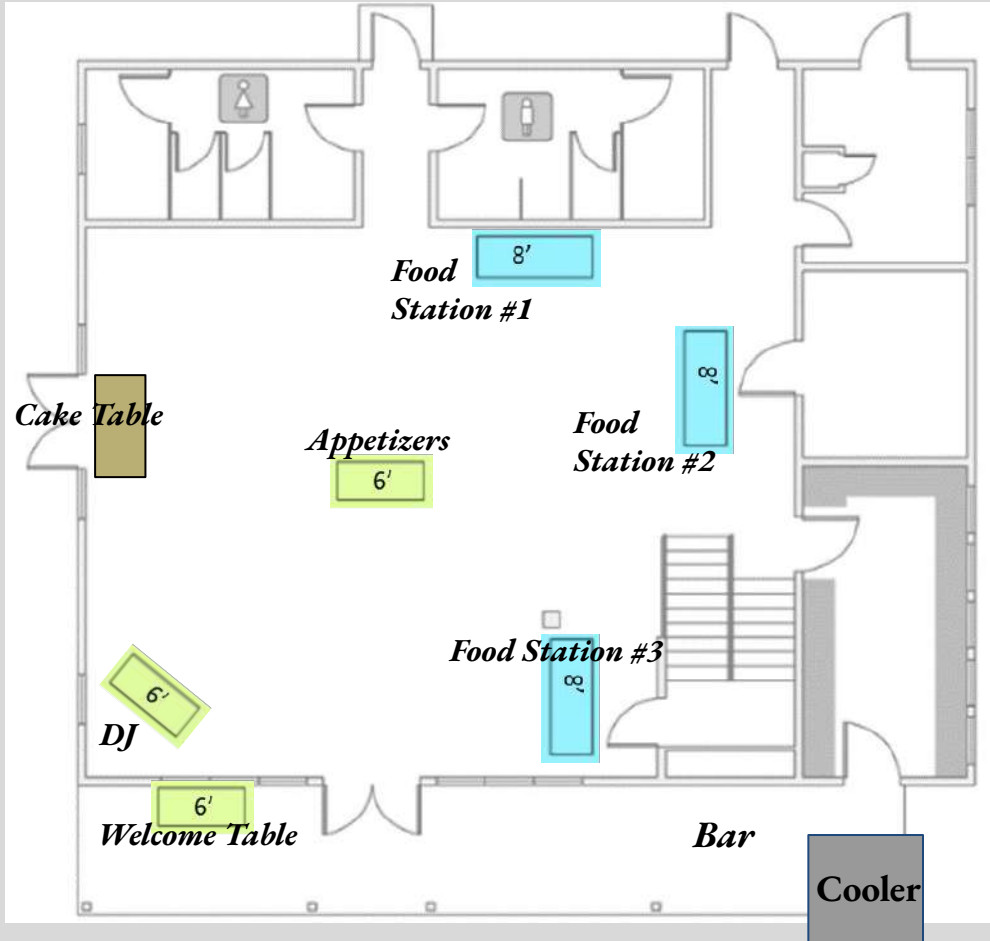 8’
Food
Station #1
8’
Cake Table
Food
Station #2
Appetizers
6’
Food Station #3
8’
6’
DJ
6’
Welcome Table
Bar
Cooler